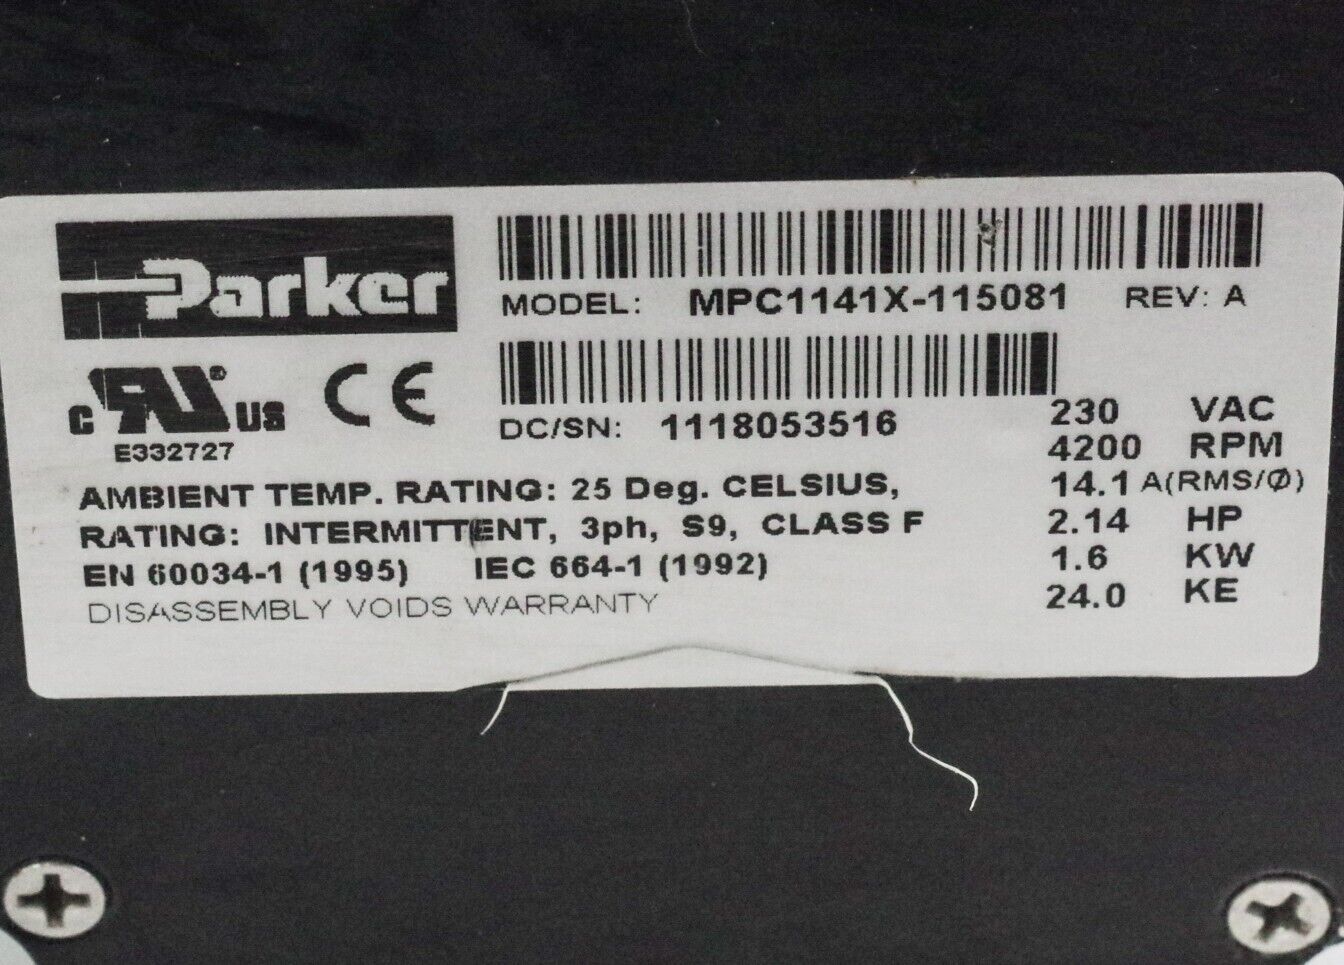 Parker
MODEL: MPC1141X-115081 REV: A
c RU ® US CE
E332727
DC/SN: 1118053516
230 VAC
4200 RPM
AMBIENT TEMP. RATING: 25 Deg. CELSIUS, 14.1 A(RMS/Ø)
RATING: INTERMITTENT, 3ph, S9, CLASS F 2.14 HP
EN 60034-1 (1995) IEC 664-1 (1992) 1.6 KW
DISASSEMBLY VOIDS WARRANTY 24.0 KE